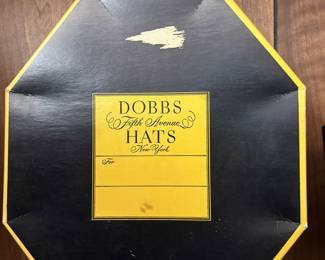 DOBBS
Fifth Avenue
HATS
New York
For